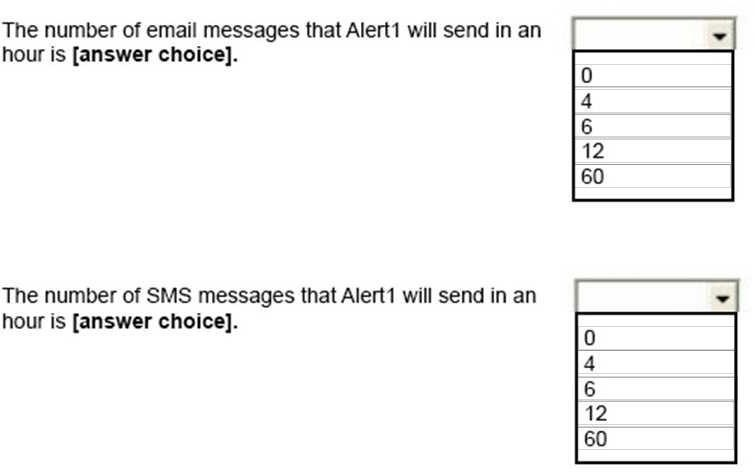 The number of email messages that Alert1 will send in an
hour is [answer choice].
0
4
6
12
60
The number of SMS messages that Alert1 will send in an
hour is [answer choice].
0
4
6
12
60